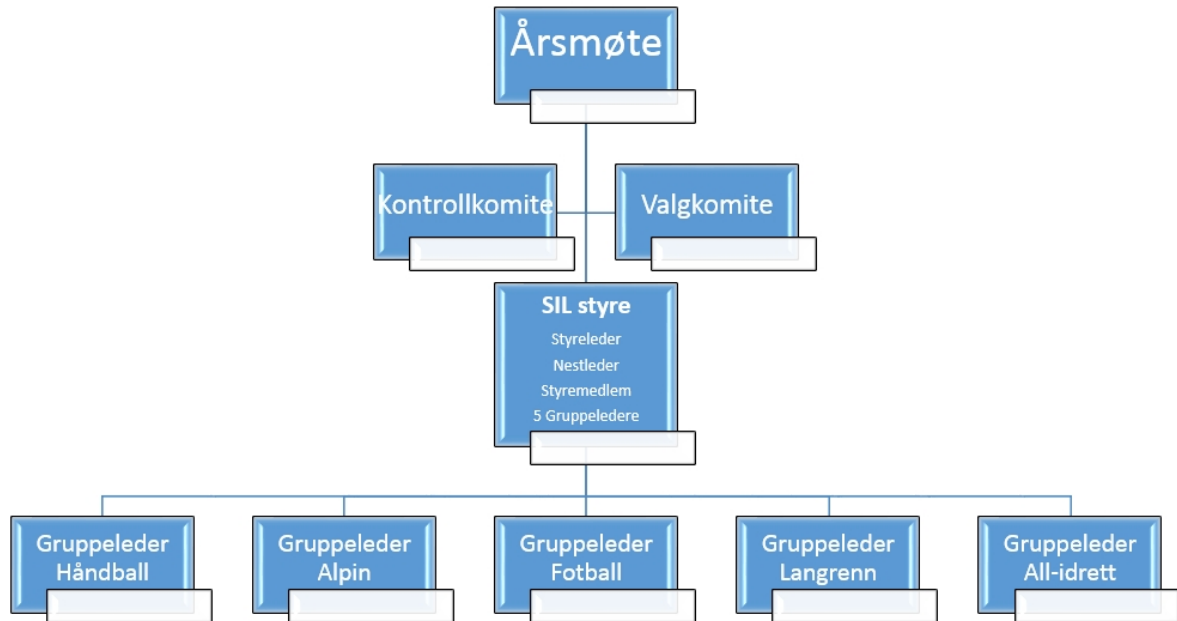 Årsmøte
Kontrollkomite
Valgkomite
SIL styre
Styreleder
Nestleder
Styremedlem
5 Gruppeledere
Gruppeleder
Håndball
Gruppeleder
Alpin
Gruppeleder
Fotball
Gruppeleder
Langrenn
Gruppeleder
All-idrett